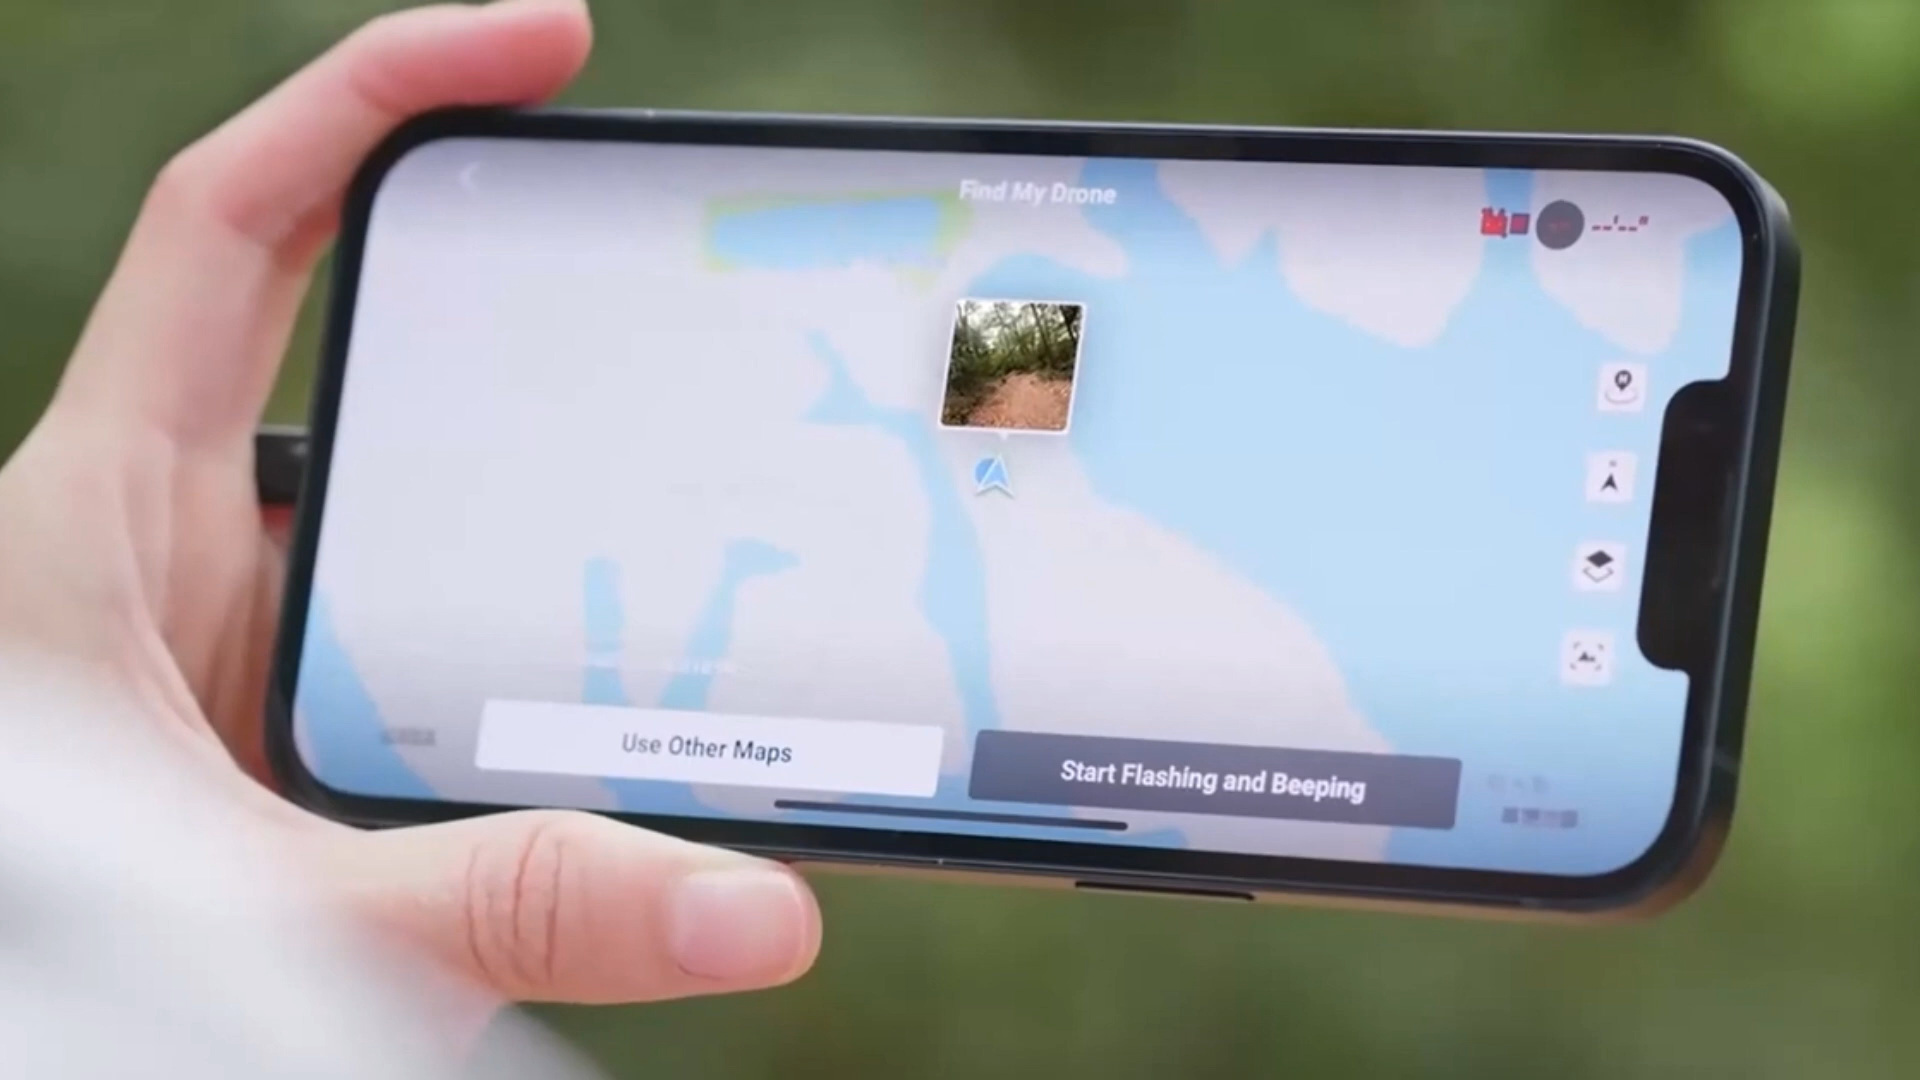 Find My Drone
--'--"
Use Other Maps
Start Flashing and Beeping